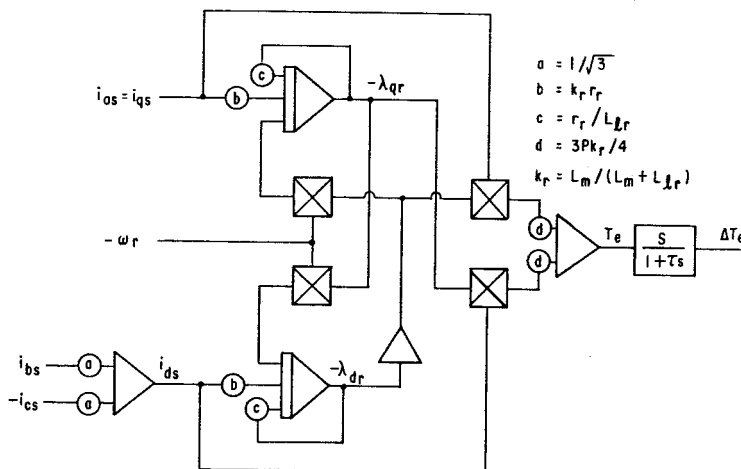 i_as = i_qs
b
c
-λ_qr
a = 1/√3
b = k_r r_r
c = r_r / L_ℓr
d = 3Pk_r/4
k_r = L_m/(L_m + L_ℓr)
-ω_r
d
d
T_e
S
1 + τs
ΔT_e
i_bs
a
-i_cs
a
i_ds
b
c
-λ_dr